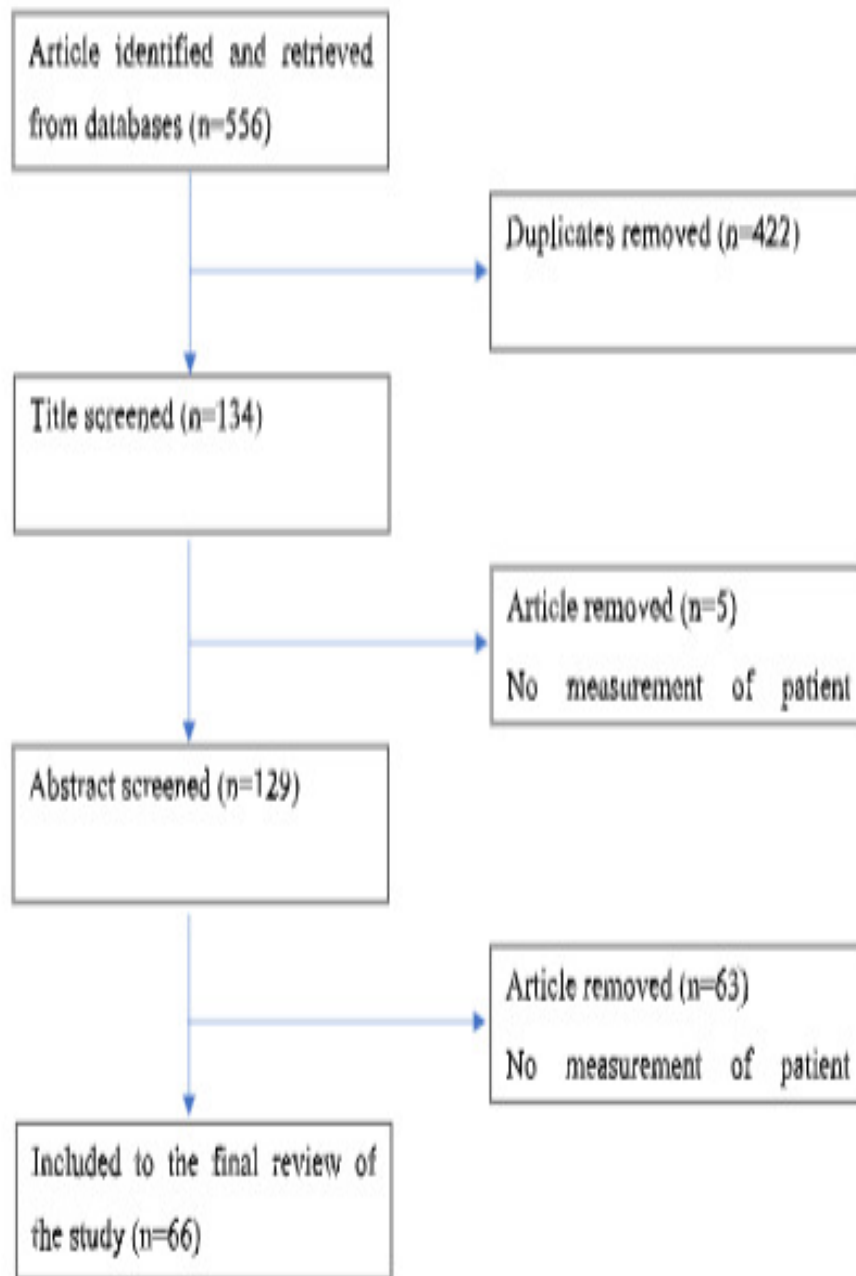 Article identified and retrieved
from databases (n=556)
Duplicates removed (n=422)
Title screened (n=134)
Article removed (n=5)
No measurement of patient
Abstract screened (n=129)
Article removed (n=63)
No measurement of patient
Included to the final review of
the study (n=66)